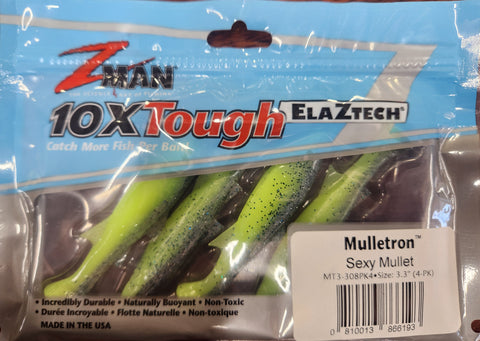 ZMAN
10X Tough ElaZtech®
Catch More Fish Per Bait
Mulletron™
Sexy Mullet
MT3-308PK4•Size: 3.3" (4-PK)
0 810013 866193
• Incredibly Durable • Naturally Buoyant • Non-Toxic
• Durée Incroyable • Flotte Naturelle • Non-toxique
MADE IN THE USA